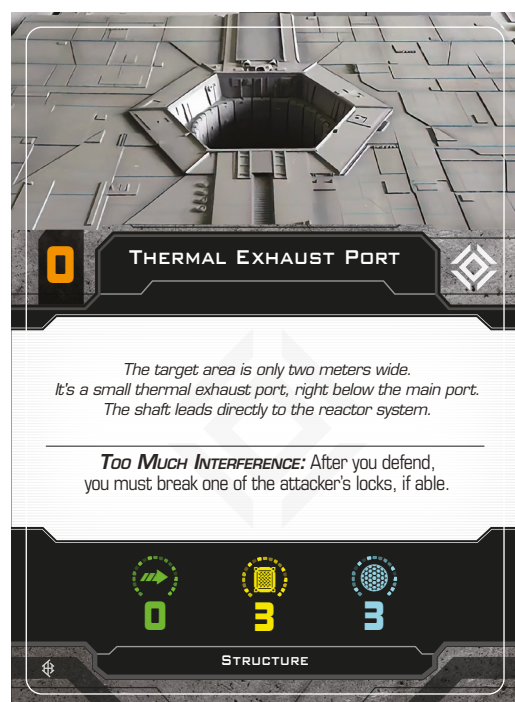 0
Thermal Exhaust Port
The target area is only two meters wide.
It's a small thermal exhaust port, right below the main port.
The shaft leads directly to the reactor system.
Too Much Interference: After you defend,
you must break one of the attacker's locks, if able.
0 3 3
Structure